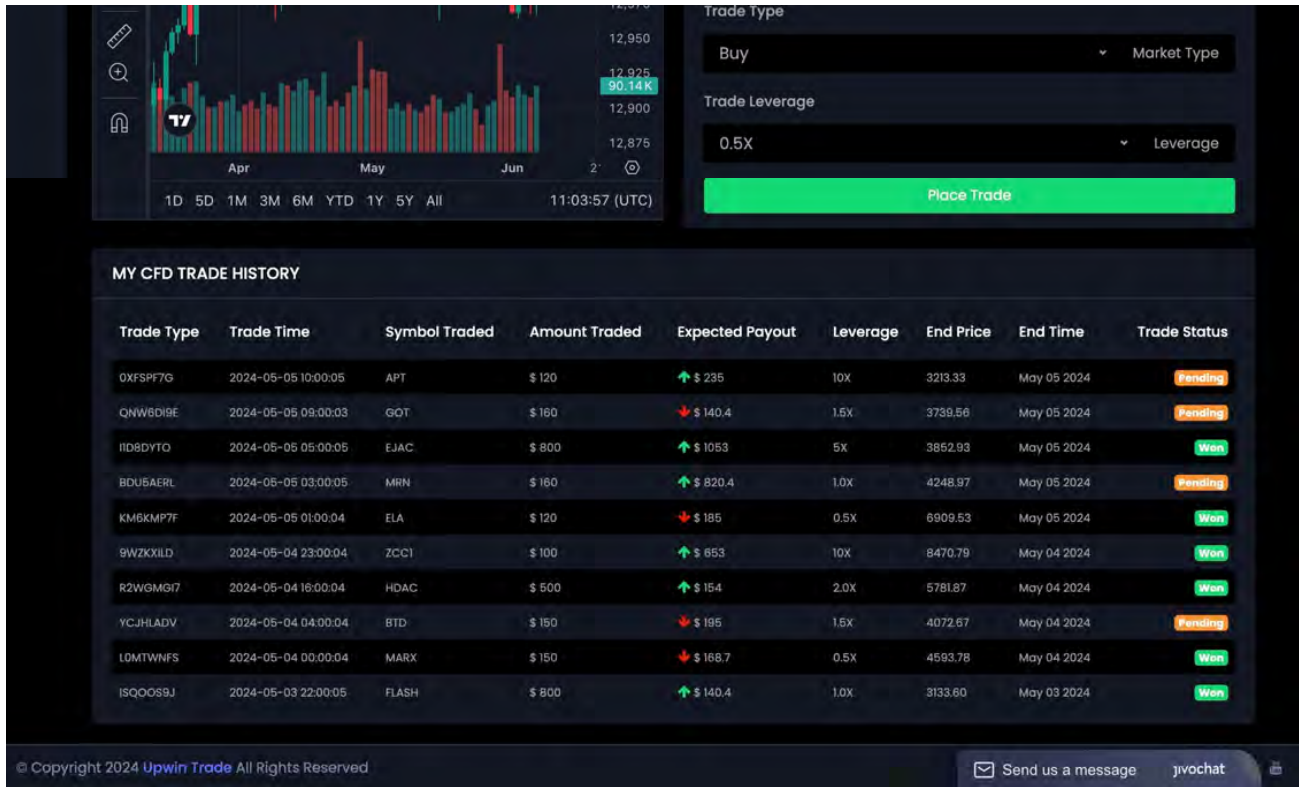 Trade Type
12,950
Buy Market Type
12,925
90.14K
Trade Leverage
12,900
12,875
0.5X Leverage
Apr May Jun
Place Trade
1D 5D 1M 3M 6M YTD 1Y 5Y All 11:03:57 (UTC)
MY CFD TRADE HISTORY
Trade Type Trade Time Symbol Traded Amount Traded Expected Payout Leverage End Price End Time Trade Status
0XFSPF7G 2024-05-05 10:00:05 APT $ 120 $ 235 10X 3213.33 May 05 2024 Pending
QNW6DI9E 2024-05-05 09:00:03 GOT $ 160 $ 140.4 1.5X 3739.56 May 05 2024 Pending
I1D8DYTO 2024-05-05 05:00:05 EJAC $ 800 $ 1053 5X 3852.93 May 05 2024 Won
BDU5AERL 2024-05-05 03:00:05 MRN $ 160 $ 820.4 1.0X 4248.97 May 05 2024 Pending
KM6KMP7F 2024-05-05 01:00:04 ELA $ 120 $ 185 0.5X 6909.53 May 05 2024 Won
9WZKXILD 2024-05-04 23:00:04 ZCC1 $ 100 $ 653 10X 8470.79 May 04 2024 Won
R2WGMGI7 2024-05-04 16:00:04 HDAC $ 500 $ 154 2.0X 5781.87 May 04 2024 Won
YCJHLADV 2024-05-04 04:00:04 BTD $ 150 $ 195 1.5X 4072.67 May 04 2024 Pending
L0MTWNFS 2024-05-04 00:00:04 MARX $ 150 $ 168.7 0.5X 4593.78 May 04 2024 Won
ISQOOS9J 2024-05-03 22:00:05 FLASH $ 800 $ 140.4 1.0X 3133.60 May 03 2024 Won
© Copyright 2024 Upwin Trade All Rights Reserved
Send us a message jivochat